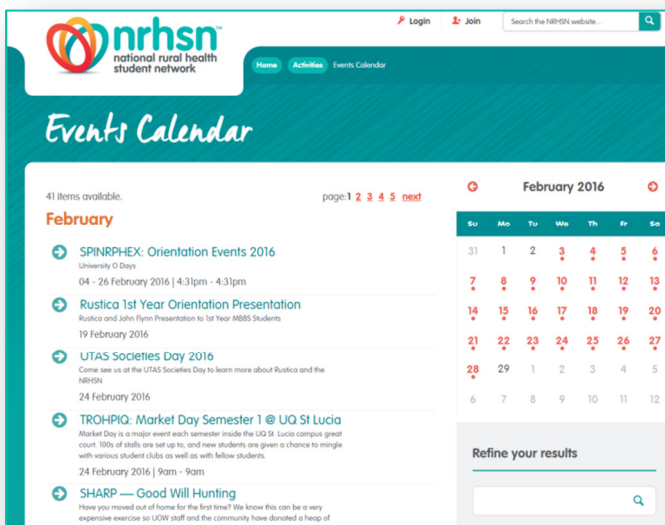 nrhsn™
national rural health
student network
Login
Join
Search the NRHSN website...
Home
Activities
Events Calendar
Events Calendar
41 items available.
page:1 2 3 4 5 next
February
SPINRPHEX: Orientation Events 2016
University O Days
04 - 26 February 2016 | 4:31pm - 4:31pm
Rustica 1st Year Orientation Presentation
Rustica and John Flynn Presentation to 1st Year MBBS Students
19 February 2016
UTAS Societies Day 2016
Come see us at the UTAS Societies Day to learn more about Rustica and the
NRHSN
24 February 2016
TROHPIQ: Market Day Semester 1 @ UQ St Lucia
Market Day is a major event each semester inside the UQ St. Lucia campus great
court. 100s of stalls are set up to, and new students are given a chance to mingle
with various student clubs as well as with fellow students.
24 February 2016 | 9am - 9am
SHARP — Good Will Hunting
Have you moved out of home for the first time? We know this can be a very
expensive exercise so UOW staff and the community have donated a heap of
February 2016
Su Mo Tu We Th Fr Sa
31 1 2 3 4 5 6
7 8 9 10 11 12 13
14 15 16 17 18 19 20
21 22 23 24 25 26 27
28 29 1 2 3 4 5
6 7 8 9 10 11 12
Refine your results